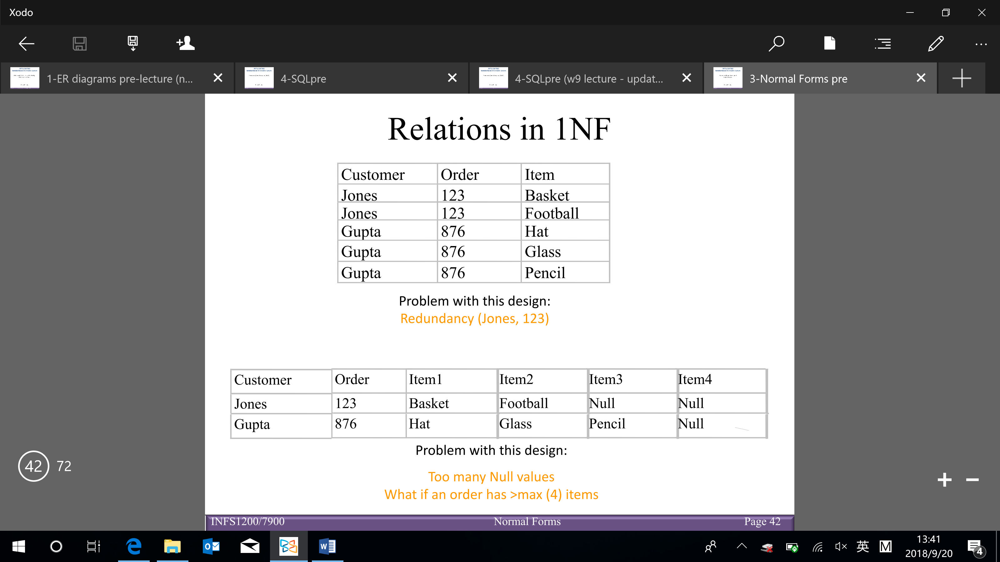 Xodo
1-ER diagrams pre-lecture (n...
4-SQLpre
4-SQLpre (w9 lecture - updat...
3-Normal Forms pre
Relations in 1NF
Customer Order Item
Jones 123 Basket
Jones 123 Football
Gupta 876 Hat
Gupta 876 Glass
Gupta 876 Pencil
Problem with this design:
Redundancy (Jones, 123)
Customer Order Item1 Item2 Item3 Item4
Jones 123 Basket Football Null Null
Gupta 876 Hat Glass Pencil Null
Problem with this design:
Too many Null values
What if an order has >max (4) items
42 72
INFS1200/7900 Normal Forms Page 42
英 M
13:41
2018/9/20
4